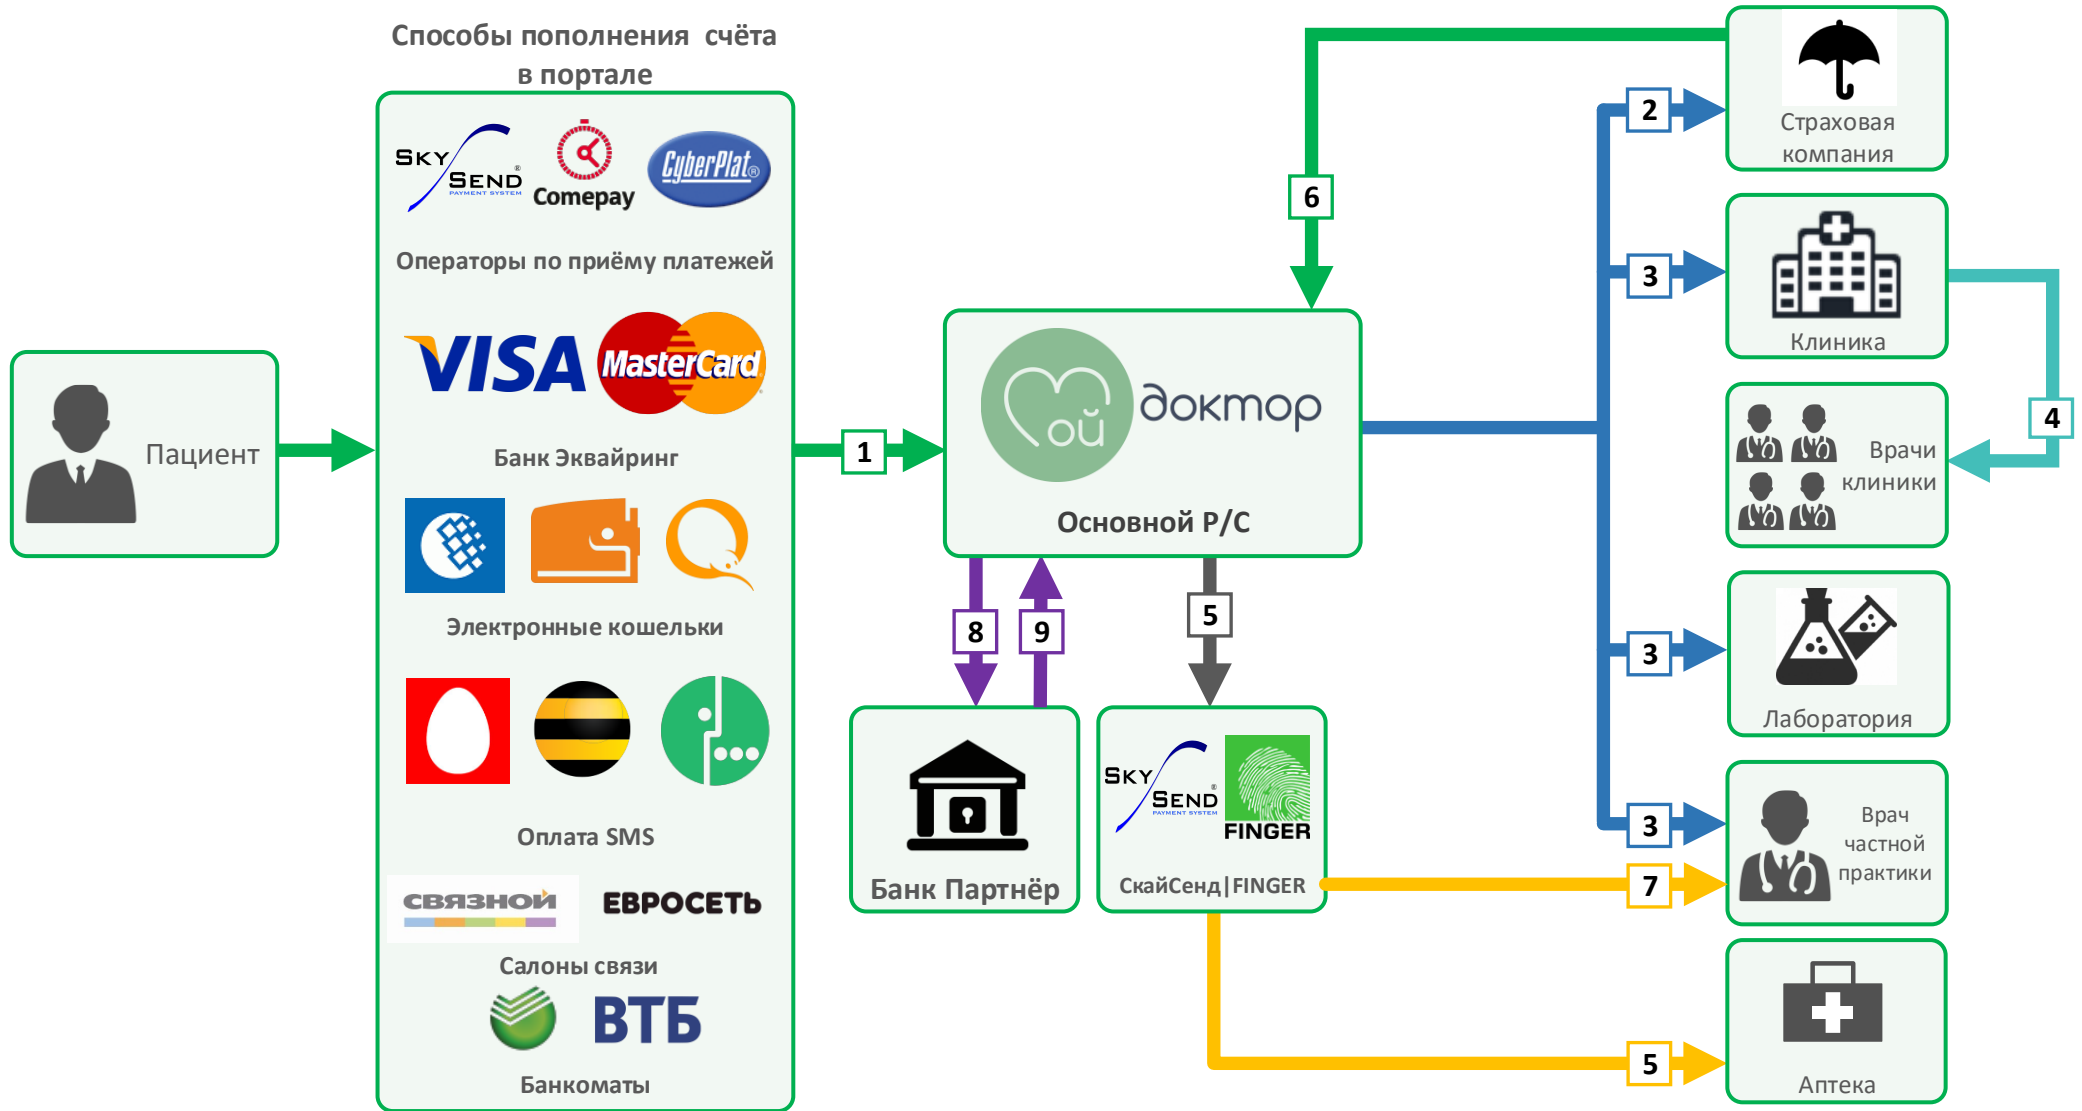 Способы пополнения счёта
в портале
SKY
SEND®
PAYMENT SYSTEM
Comepay
CyberPlat®
Операторы по приёму платежей
VISA
MasterCard
Банк Эквайринг
Электронные кошельки
Оплата SMS
СВЯЗНОЙ
ЕВРОСЕТЬ
Салоны связи
ВТБ
Банкоматы
Пациент
1
Мой доктор
Основной Р/С
6
8
9
5
Банк Партнёр
SKY
SEND®
PAYMENT SYSTEM
FINGER
СкайСенд|FINGER
2
3
3
3
7
5
4
Страховая
компания
Клиника
Врачи
клиники
Лаборатория
Врач
частной
практики
Аптека